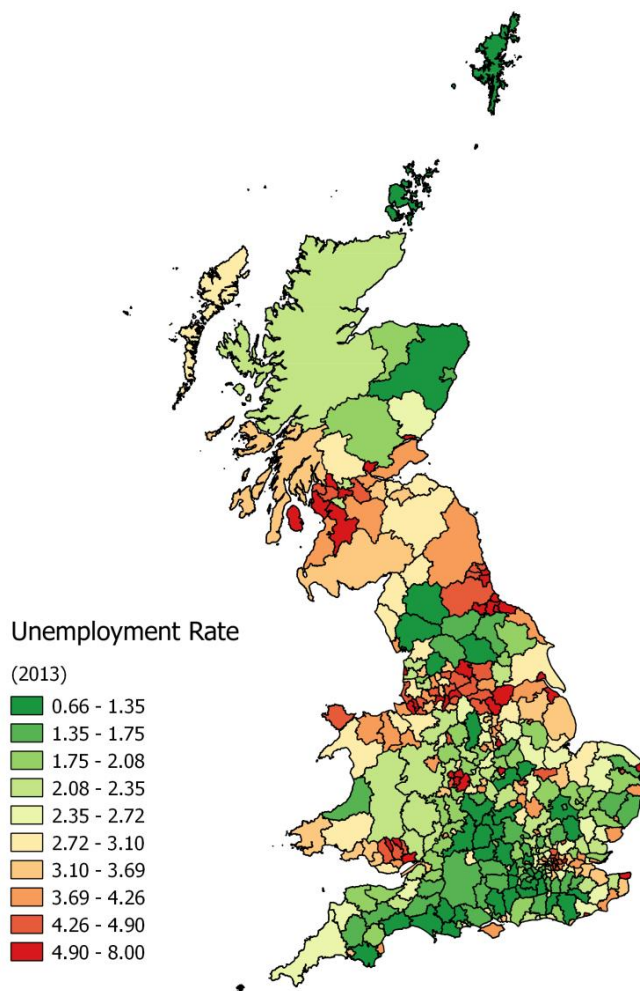 Unemployment Rate
(2013)
0.66 - 1.35
1.35 - 1.75
1.75 - 2.08
2.08 - 2.35
2.35 - 2.72
2.72 - 3.10
3.10 - 3.69
3.69 - 4.26
4.26 - 4.90
4.90 - 8.00